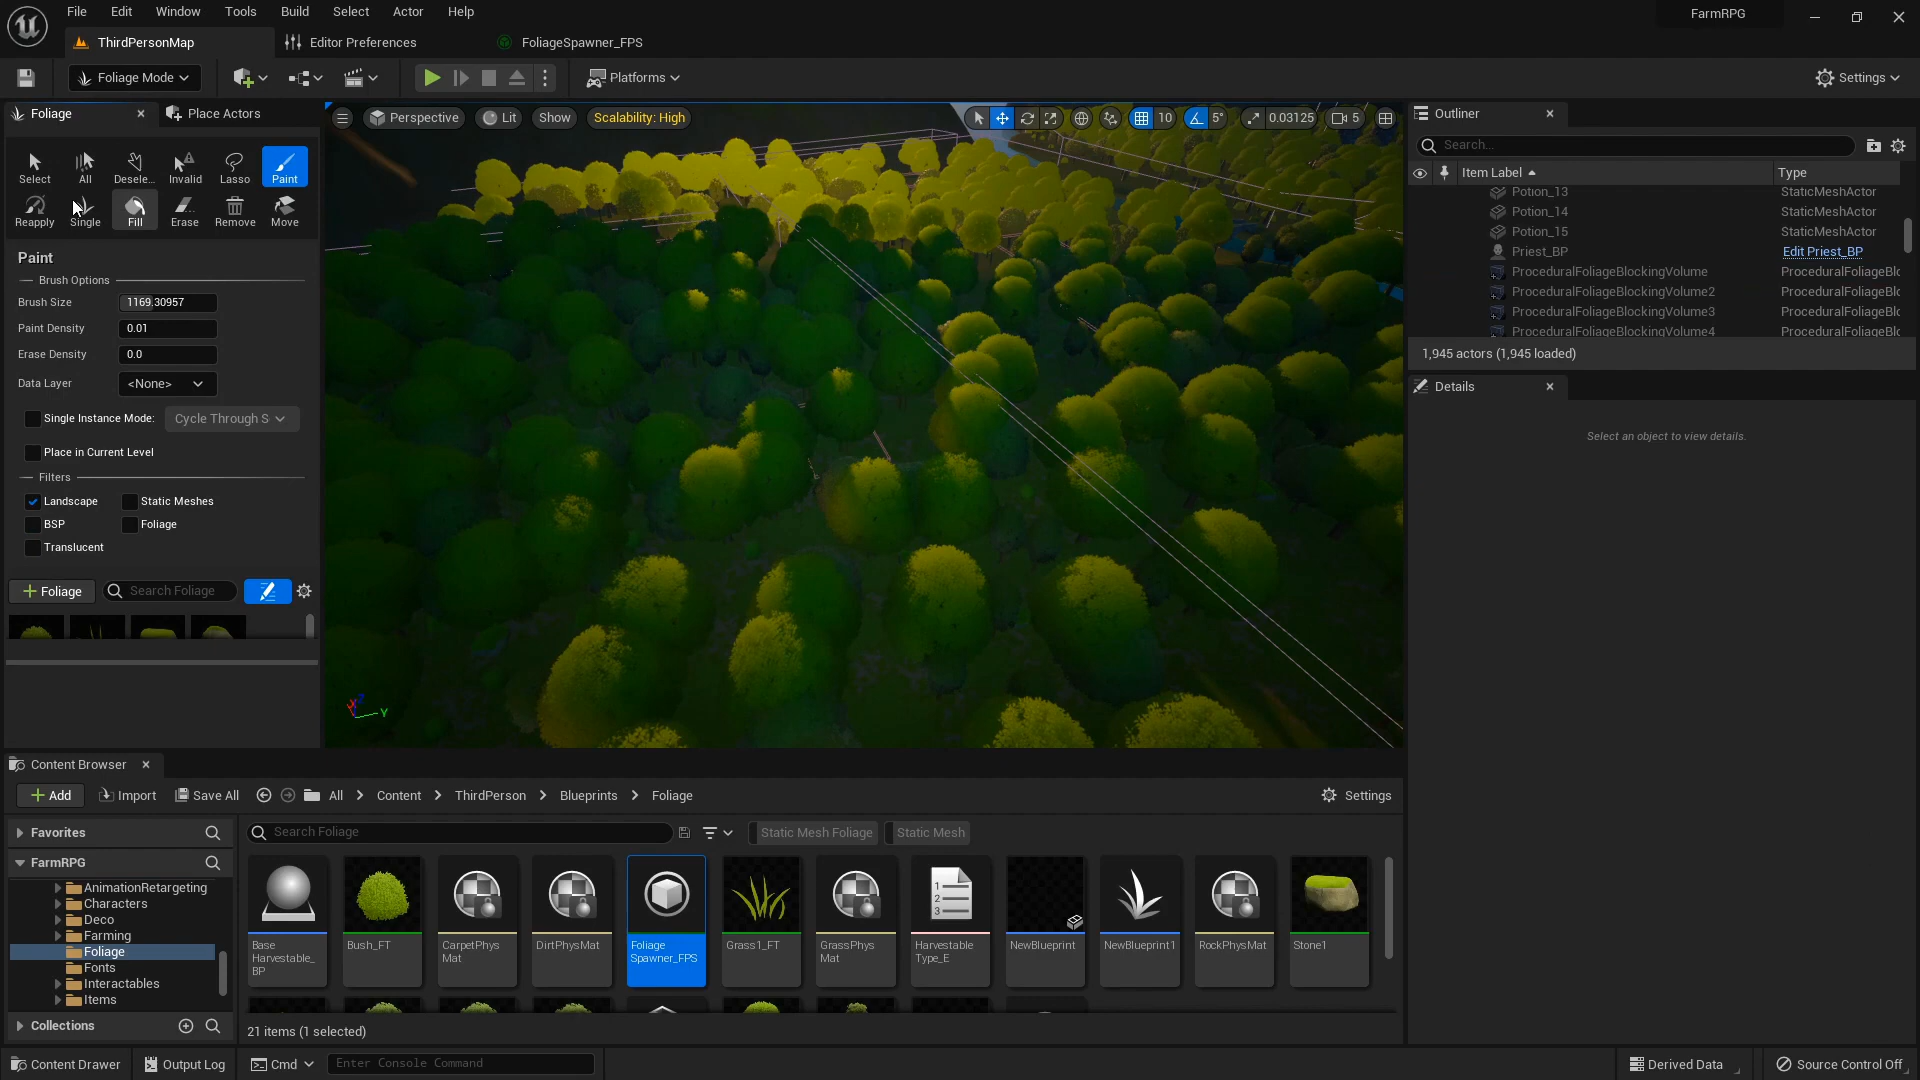 File Edit Window Tools Build Select Actor Help
FarmRPG
ThirdPersonMap
Editor Preferences
FoliageSpawner_FPS
Foliage Mode
Platforms
Settings
Foliage
Place Actors
Select All Desele... Invalid Lasso Paint
Reapply Single Fill Erase Remove Move
Paint
Brush Options
Brush Size 1169.30957
Paint Density 0.01
Erase Density 0.0
Data Layer <None>
Single Instance Mode: Cycle Through S
Place in Current Level
Filters
Landscape Static Meshes
BSP Foliage
Translucent
+ Foliage Search Foliage
Perspective Lit Show Scalability: High
10 5° 0.03125 5
X Z Y
Outliner
Search...
Item Label Type
Potion_13 StaticMeshActor
Potion_14 StaticMeshActor
Potion_15 StaticMeshActor
Priest_BP Edit Priest_BP
ProceduralFoliageBlockingVolume ProceduralFoliageBlo
ProceduralFoliageBlockingVolume2 ProceduralFoliageBlo
ProceduralFoliageBlockingVolume3 ProceduralFoliageBlo
ProceduralFoliageBlockingVolume4 ProceduralFoliageBlo
1,945 actors (1,945 loaded)
Details
Select an object to view details.
Content Browser
+ Add Import Save All All > Content > ThirdPerson > Blueprints > Foliage
Settings
Favorites
FarmRPG
AnimationRetargeting
Characters
Deco
Farming
Foliage
Fonts
Interactables
Items
Collections
Search Foliage
Static Mesh Foliage
Static Mesh
Base Harvestable_ BP
Bush_FT
CarpetPhys Mat
DirtPhysMat
Foliage Spawner_FPS
Grass1_FT
GrassPhys Mat
Harvestable Type_E
NewBlueprint
NewBlueprint1
RockPhysMat
Stone1
21 items (1 selected)
Content Drawer
Output Log
Cmd
Enter Console Command
Derived Data
Source Control Off